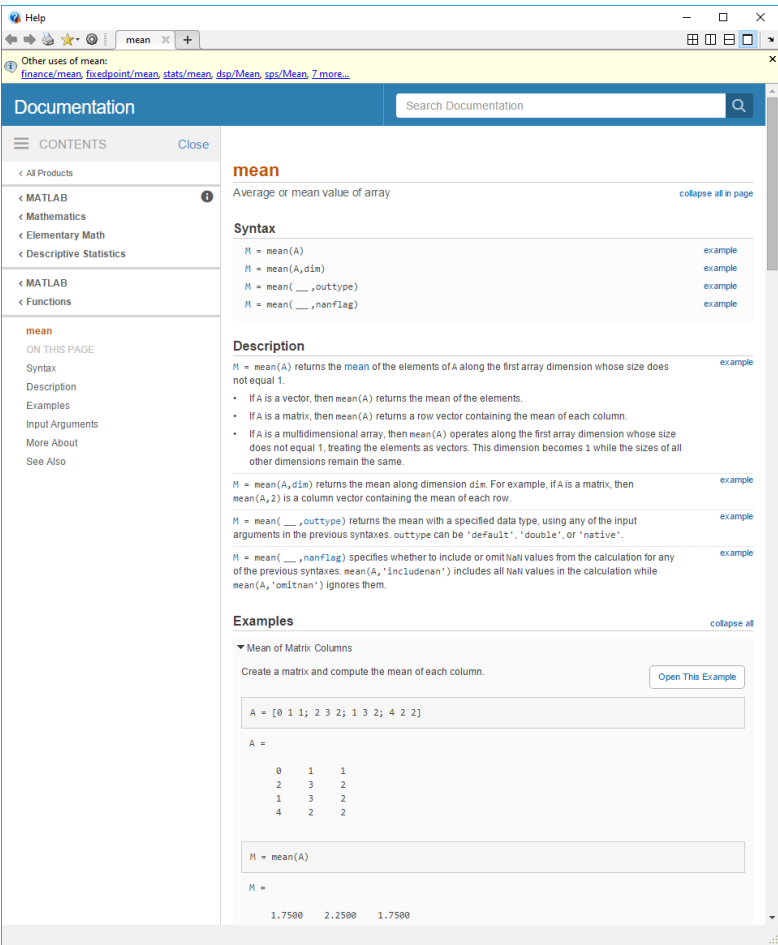 Help
mean
Other uses of mean:
finance/mean, fixedpoint/mean, stats/mean, dsp/Mean, sps/Mean, 7 more...
Documentation
Search Documentation
CONTENTS
Close
‹ All Products
‹ MATLAB
‹ Mathematics
‹ Elementary Math
‹ Descriptive Statistics
‹ MATLAB
‹ Functions
mean
ON THIS PAGE
Syntax
Description
Examples
Input Arguments
More About
See Also
mean
Average or mean value of array
collapse all in page
Syntax
M = mean(A) example
M = mean(A,dim) example
M = mean( __ ,outtype) example
M = mean( __ ,nanflag) example
Description
M = mean(A) returns the mean of the elements of A along the first array dimension whose size does example
not equal 1.
• If A is a vector, then mean(A) returns the mean of the elements.
• If A is a matrix, then mean(A) returns a row vector containing the mean of each column.
• If A is a multidimensional array, then mean(A) operates along the first array dimension whose size
does not equal 1, treating the elements as vectors. This dimension becomes 1 while the sizes of all
other dimensions remain the same.
M = mean(A,dim) returns the mean along dimension dim. For example, if A is a matrix, then example
mean(A,2) is a column vector containing the mean of each row.
M = mean( __ ,outtype) returns the mean with a specified data type, using any of the input example
arguments in the previous syntaxes. outtype can be 'default', 'double', or 'native'.
M = mean( __ ,nanflag) specifies whether to include or omit NaN values from the calculation for any example
of the previous syntaxes. mean(A,'includenan') includes all NaN values in the calculation while
mean(A,'omitnan') ignores them.
Examples
collapse all
Mean of Matrix Columns
Create a matrix and compute the mean of each column.
Open This Example
A = [0 1 1; 2 3 2; 1 3 2; 4 2 2]
A =
0 1 1
2 3 2
1 3 2
4 2 2
M = mean(A)
M =
1.7500 2.2500 1.7500